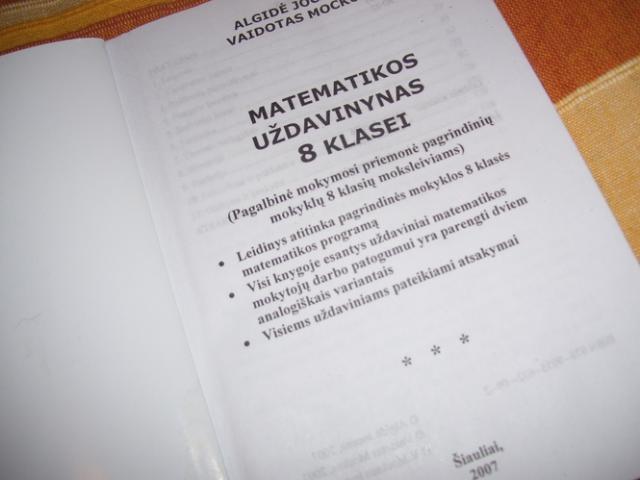 ALGIDĖ
VAIDOTAS
MATEMATIKOS
UŽDAVINYNAS
8 KLASEI
(Pagalbinė mokymosi priemonė pagrindinių
mokyklų 8 klasių moksleiviams)
• Leidinys atitinka pagrindinės mokyklos 8 klasės
matematikos programą
• Visi knygoje esantys uždaviniai matematikos
mokytojų darbo patogumui yra parengti dviem
analogiškais variantais
• Visiems uždaviniams pateikiami atsakymai
* * *
Šiauliai,
2007